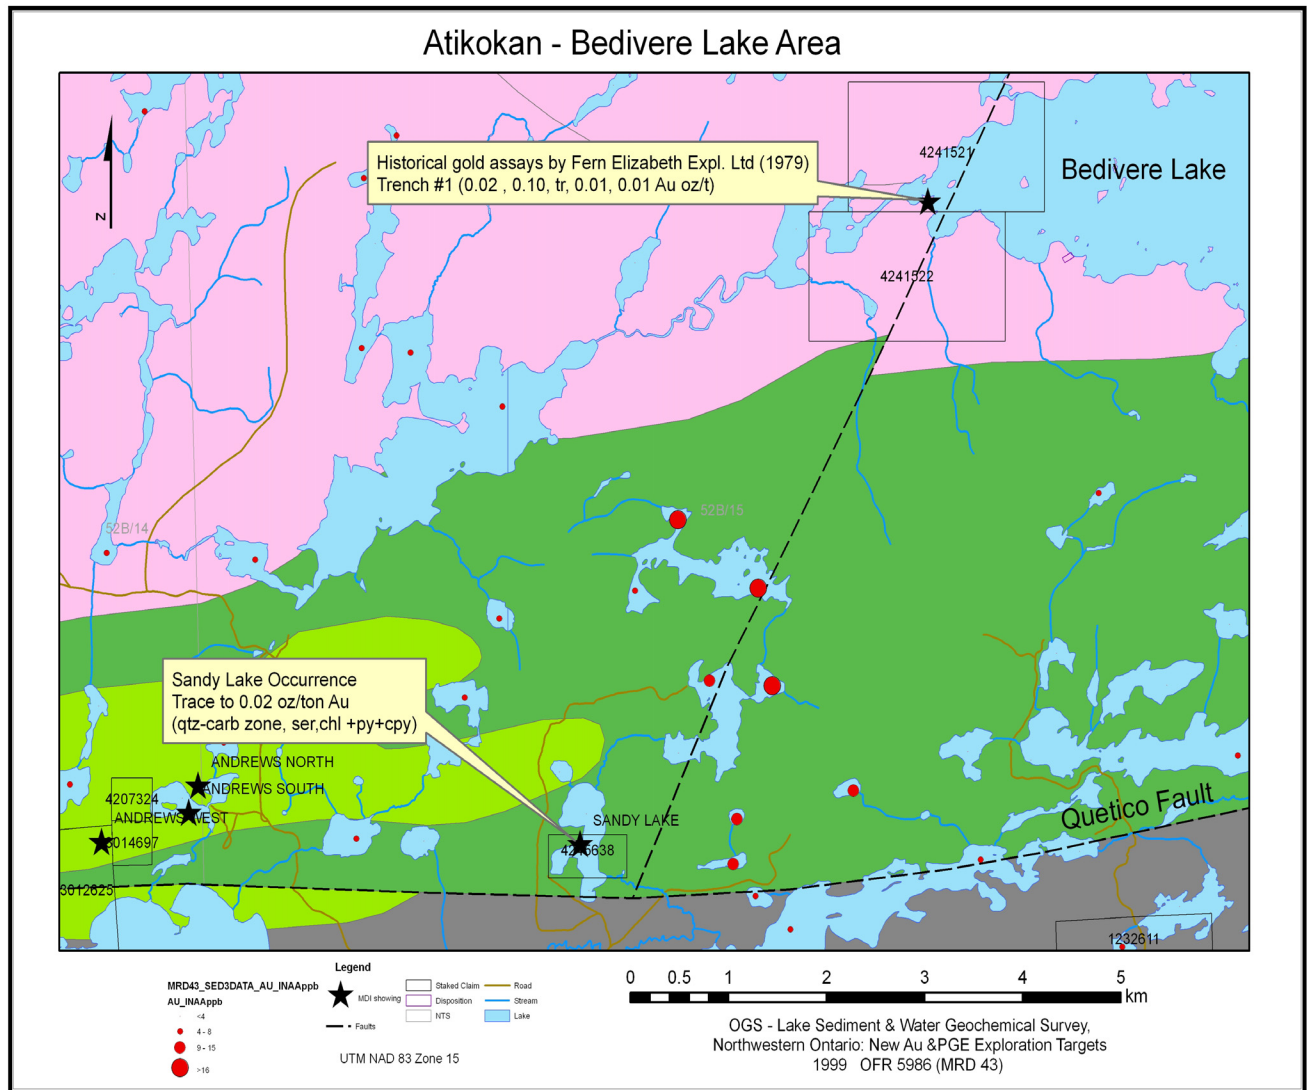 Atikokan - Bedivere Lake Area
Historical gold assays by Fern Elizabeth Expl. Ltd (1979)
Trench #1 (0.02 , 0.10, tr, 0.01, 0.01 Au oz/t)
4241521
Bedivere Lake
N
4241522
52B/14
52B/15
Sandy Lake Occurrence
Trace to 0.02 oz/ton Au
(qtz-carb zone, ser,chl +py+cpy)
ANDREWS NORTH
ANDREWS SOUTH
4207324
ANDREWS WEST
3014697
SANDY LAKE
Quetico Fault
3012625
1232611
Legend
MRD43_SED3DATA_AU_INAAppb
AU_INAAppb
<4
4 - 8
9 - 15
>16
MDI showing
Faults
Staked Claim
Disposition
NTS
Road
Stream
Lake
UTM NAD 83 Zone 15
0 0.5 1 2 3 4 5
km
OGS - Lake Sediment & Water Geochemical Survey,
Northwestern Ontario: New Au &PGE Exploration Targets
1999 OFR 5986 (MRD 43)